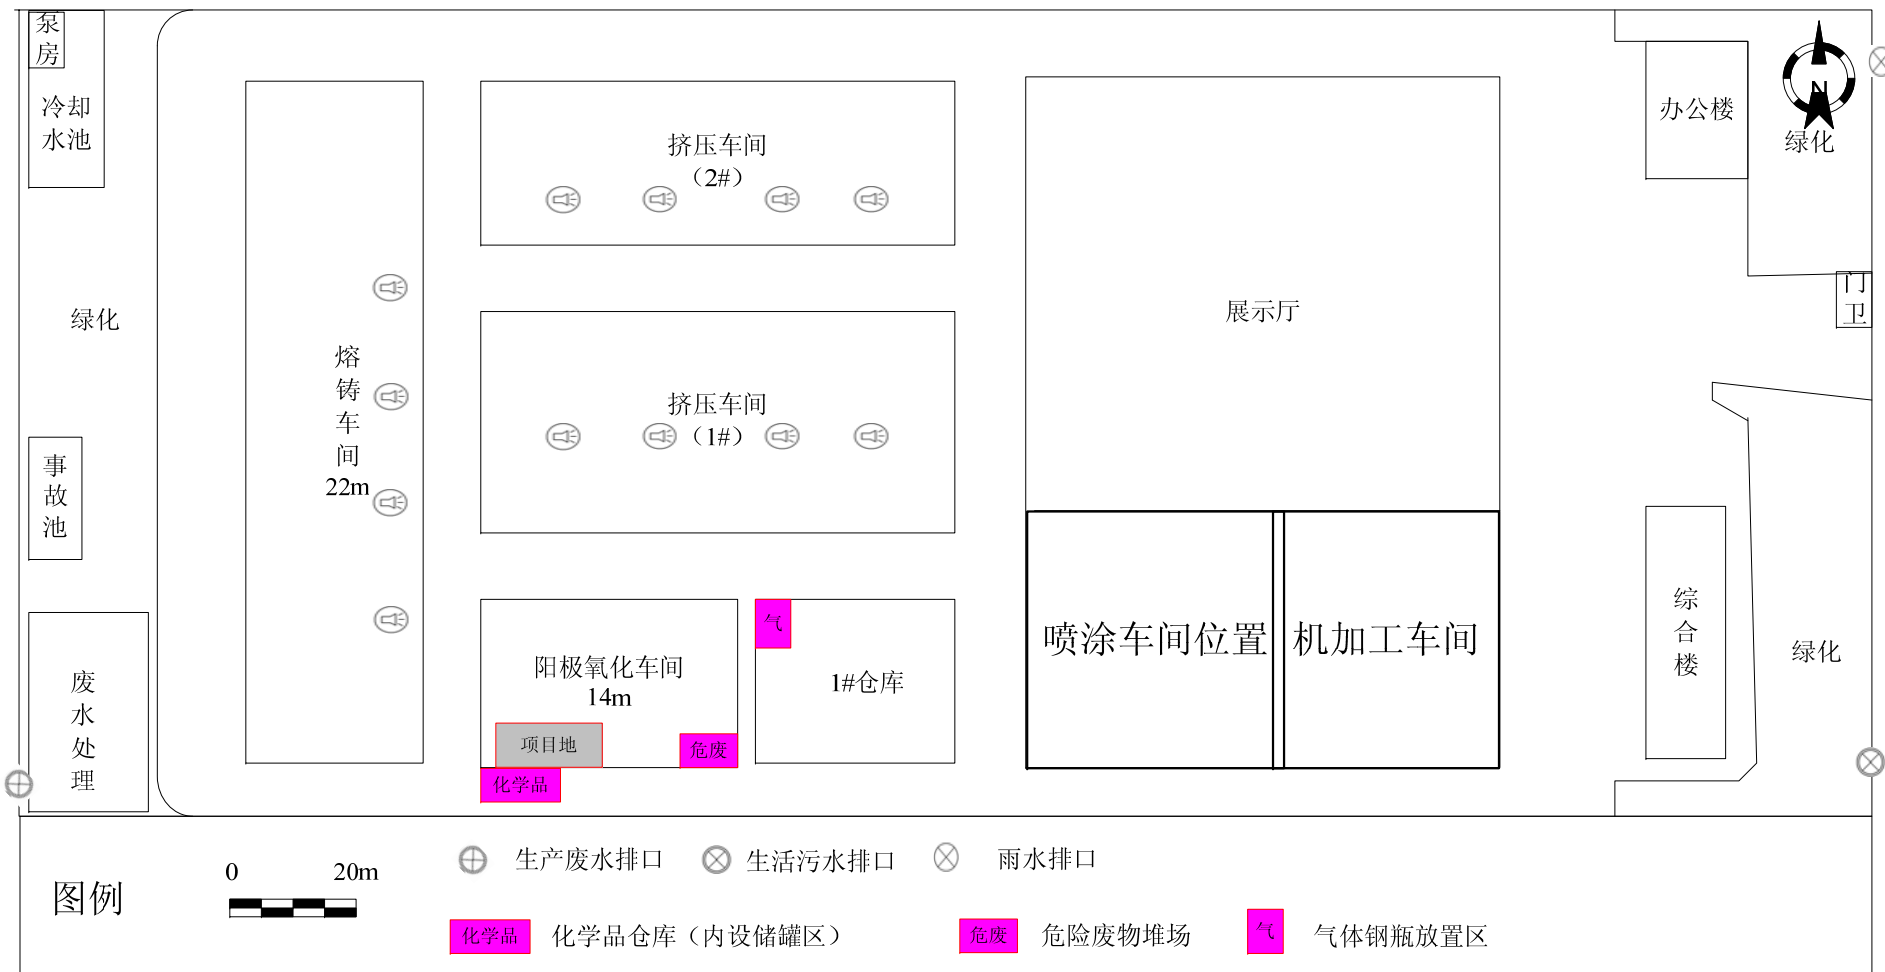 泵
房
冷却
水池
绿化
事
故
池
废
水
处
理
熔
铸
车
间
22m
挤压车间
（2#）
挤压车间
（1#）
阳极氧化车间
14m
项目地
危废
化学品
气
1#仓库
展示厅
喷涂车间位置
机加工车间
办公楼
N
绿化
门
卫
综
合
楼
绿化
图例
0
20m
生产废水排口
生活污水排口
雨水排口
化学品
化学品仓库（内设储罐区）
危废
危险废物堆场
气
气体钢瓶放置区